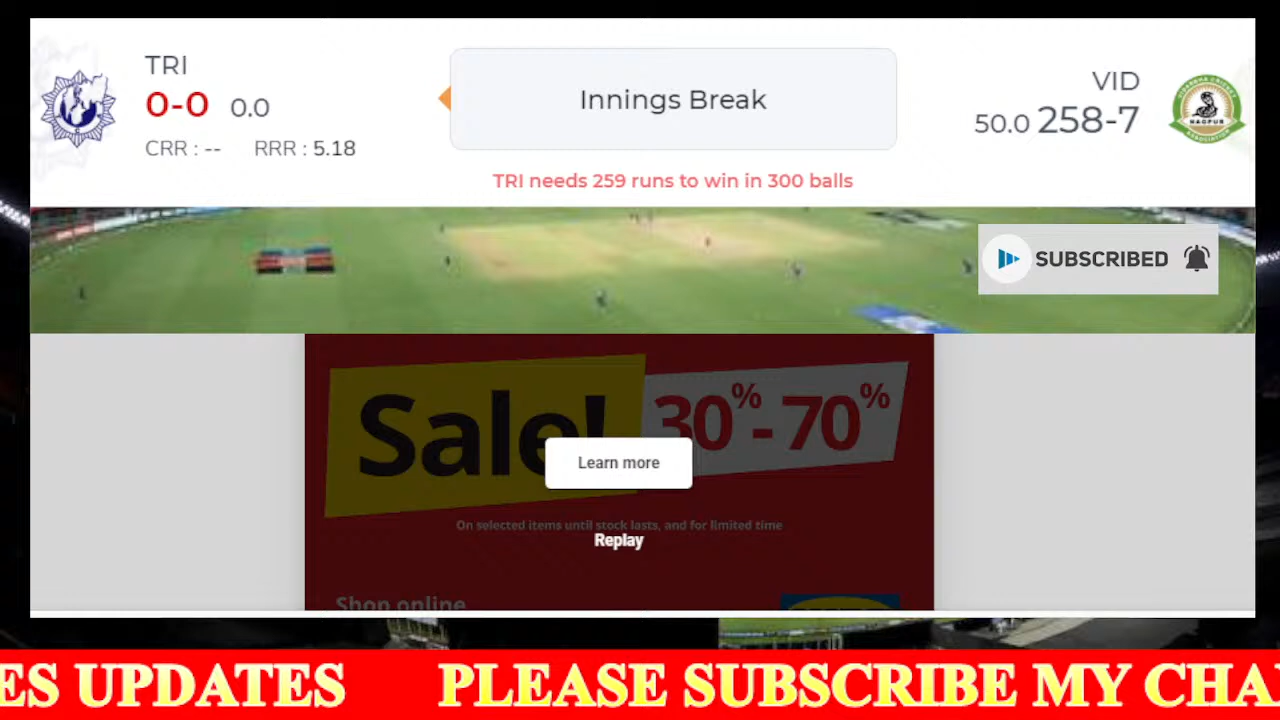 TRI
0-0 0.0
CRR : -- RRR : 5.18
Innings Break
TRI needs 259 runs to win in 300 balls
VID
50.0 258-7
NAGPUR
SUBSCRIBED
Sale!
30% - 70%
Learn more
On selected items until stock lasts, and for limited time
Replay
Shop online
ES UPDATES PLEASE SUBSCRIBE MY CHA